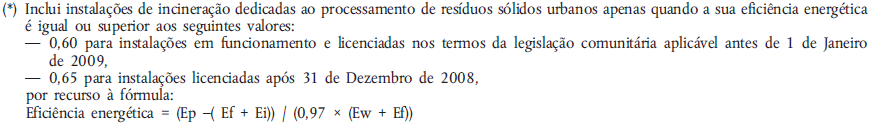 (*) Inclui instalações de incineração dedicadas ao processamento de resíduos sólidos urbanos apenas quando a sua eficiência energética
é igual ou superior aos seguintes valores:
— 0,60 para instalações em funcionamento e licenciadas nos termos da legislação comunitária aplicável antes de 1 de Janeiro
de 2009,
— 0,65 para instalações licenciadas após 31 de Dezembro de 2008,
por recurso à fórmula:
Eficiência energética = (Ep –( Ef + Ei)) / (0,97 × (Ew + Ef))